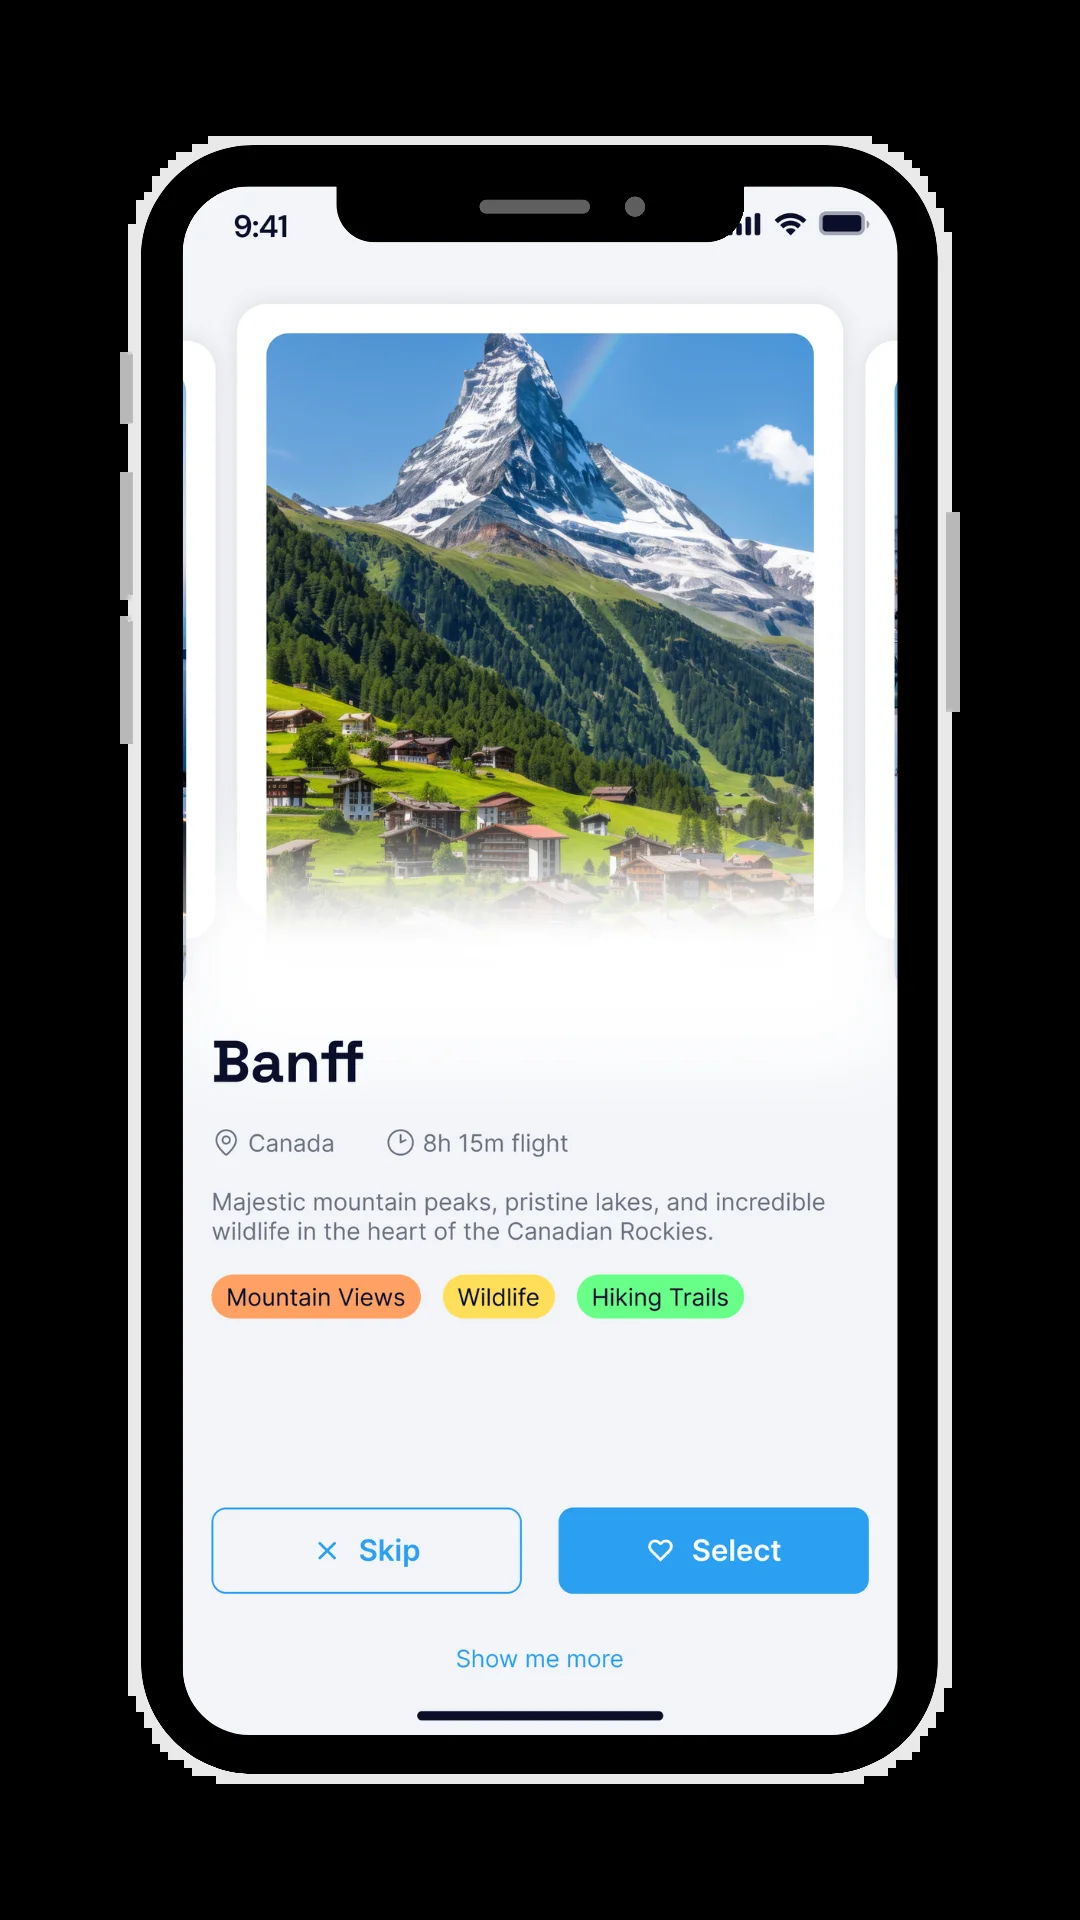 9:41
Banff
Canada
8h 15m flight
Majestic mountain peaks, pristine lakes, and incredible
wildlife in the heart of the Canadian Rockies.
Mountain Views
Wildlife
Hiking Trails
Skip
Select
Show me more